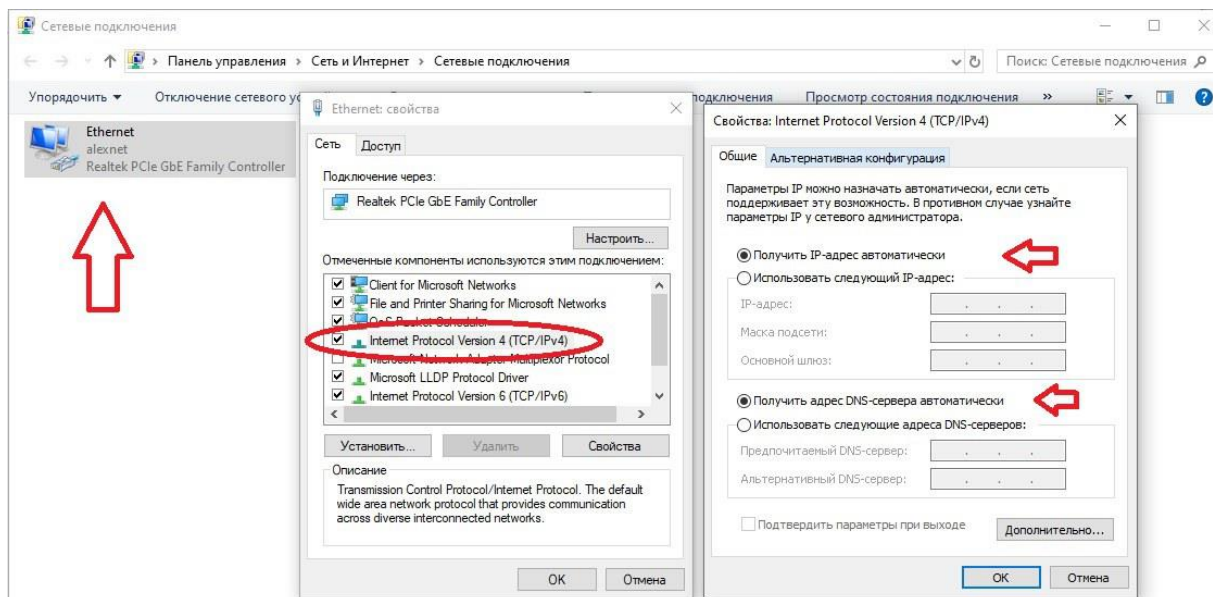 Сетевые подключения
Панель управления › Сеть и Интернет › Сетевые подключения
Поиск: Сетевые подключения
Упорядочить
Отключение сетевого
подключения
Просмотр состояния подключения »
Ethernet
alexnet
Realtek PCIe GbE Family Controller
Ethernet: свойства
Сеть
Доступ
Подключение через:
Realtek PCIe GbE Family Controller
Настроить...
Отмеченные компоненты используются этим подключением:
Client for Microsoft Networks
File and Printer Sharing for Microsoft Networks
QoS Packet Scheduler
Internet Protocol Version 4 (TCP/IPv4)
Microsoft Network Adapter Multiplexor Protocol
Microsoft LLDP Protocol Driver
Internet Protocol Version 6 (TCP/IPv6)
Установить...
Удалить
Свойства
Описание
Transmission Control Protocol/Internet Protocol. The default
wide area network protocol that provides communication
across diverse interconnected networks.
OK
Отмена
Свойства: Internet Protocol Version 4 (TCP/IPv4)
Общие
Альтернативная конфигурация
Параметры IP можно назначать автоматически, если сеть
поддерживает эту возможность. В противном случае узнайте
параметры IP у сетевого администратора.
Получить IP-адрес автоматически
Использовать следующий IP-адрес:
IP-адрес:
Маска подсети:
Основной шлюз:
Получить адрес DNS-сервера автоматически
Использовать следующие адреса DNS-серверов:
Предпочитаемый DNS-сервер:
Альтернативный DNS-сервер:
Подтвердить параметры при выходе
Дополнительно...
OK
Отмена